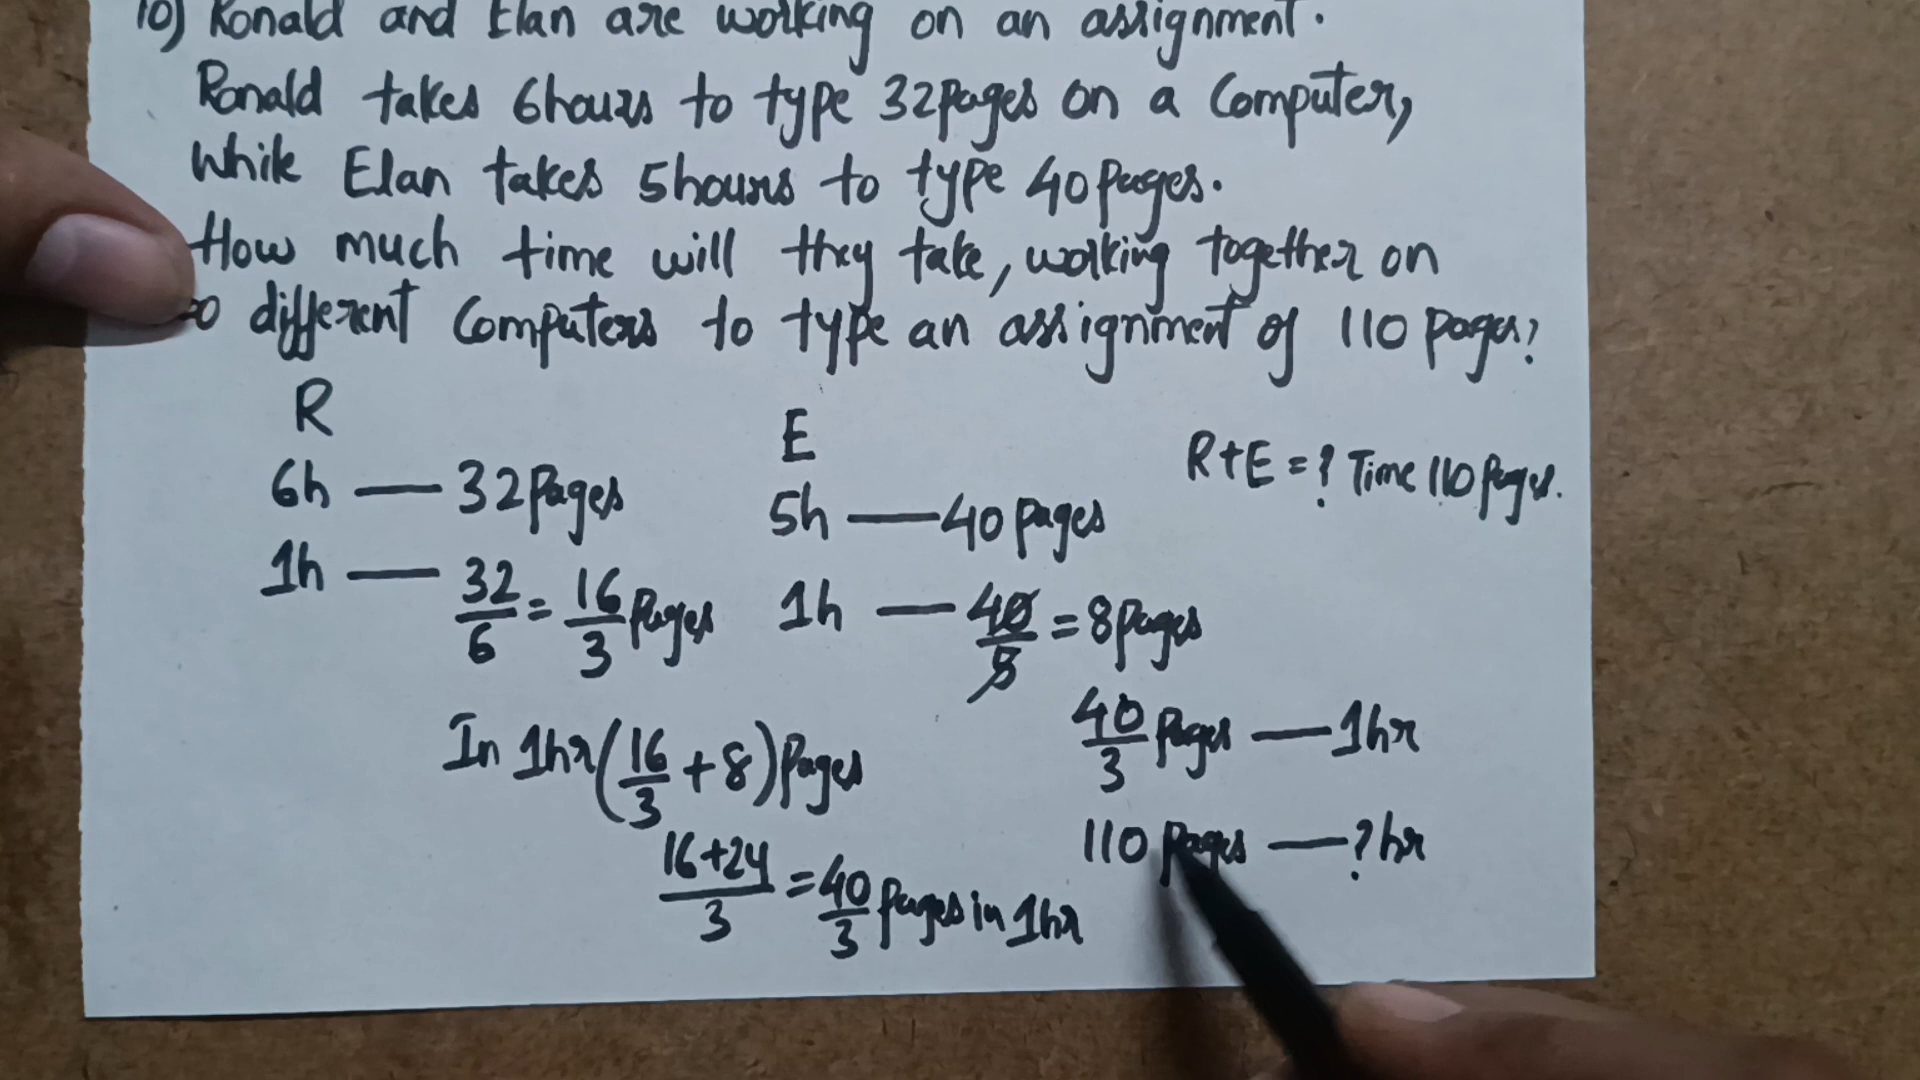 10) Ronald and Elan are working on an assignment.
Ronald takes 6hours to type 32pages on a Computer,
While Elan takes 5hours to type 40pages.
How much time will they take, working together on
different Computers to type an assignment of 110 pages?
R
E
R+E=? Time 110 pages.
6h — 32Pages
5h — 40 pages
1h — 32/6 = 16/3 Pages
1h — 40/5 = 8pages
In 1hr (16/3 + 8) Pages
40/3 pages — 1hr
16+24/3 = 40/3 pages in 1hr
110 pages — ? hr